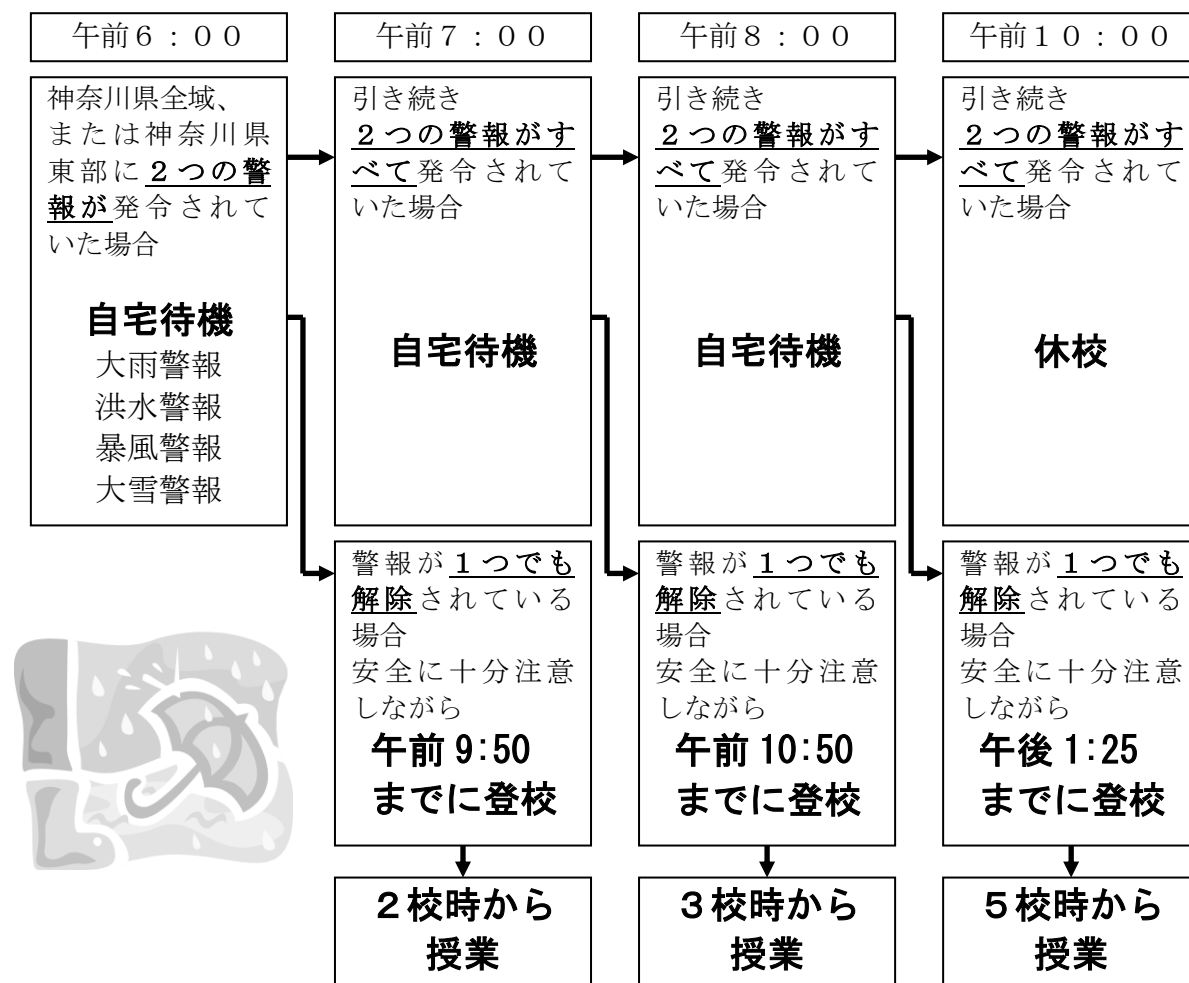 午前６：００
午前７：００
午前８：００
午前１０：００
神奈川県全域、
または神奈川県
東部に２つの警
報が発令されて
いた場合
自宅待機
大雨警報
洪水警報
暴風警報
大雪警報
引き続き
２つの警報がす
べて発令されて
いた場合
自宅待機
引き続き
２つの警報がす
べて発令されて
いた場合
自宅待機
引き続き
２つの警報がす
べて発令されて
いた場合
休校
警報が１つでも
解除されている
場合
安全に十分注意
しながら
午前 9:50
までに登校
警報が１つでも
解除されている
場合
安全に十分注意
しながら
午前 10:50
までに登校
警報が１つでも
解除されている
場合
安全に十分注意
しながら
午後 1:25
までに登校
２校時から
授業
３校時から
授業
５校時から
授業